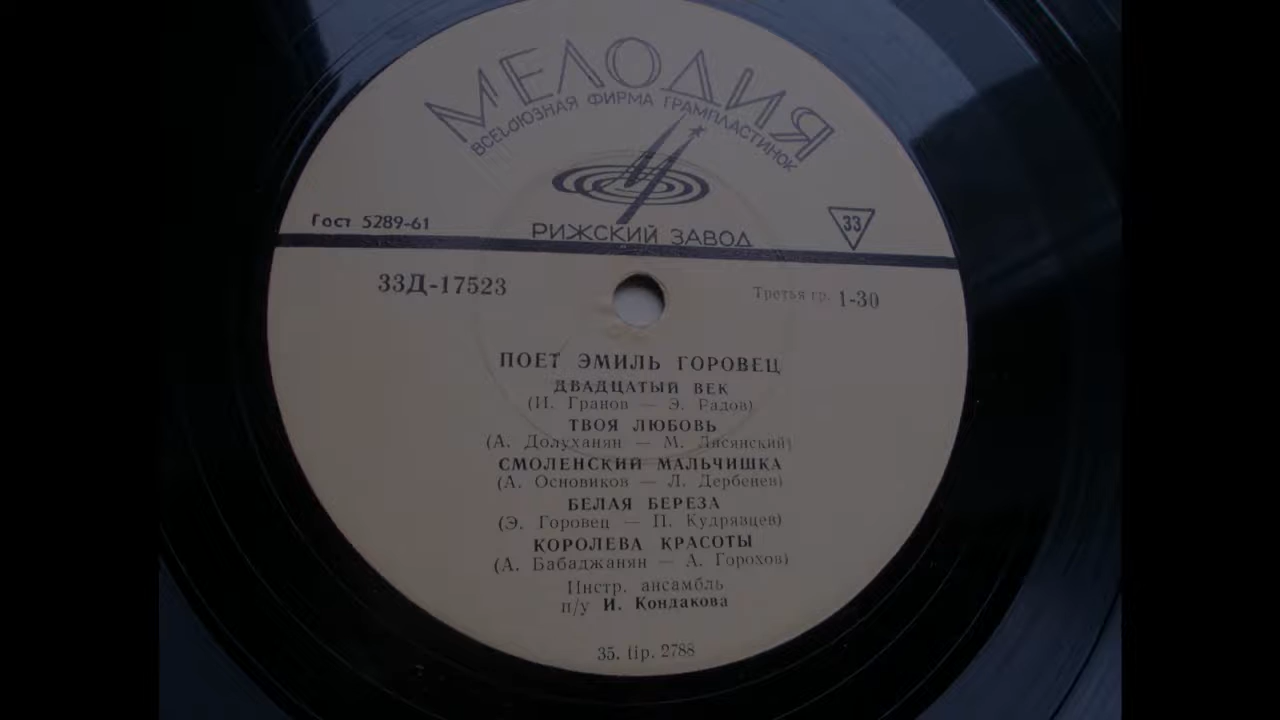 МЕЛОДИЯ
ВСЕСОЮЗНАЯ ФИРМА ГРАМПЛАСТИНОК
РИЖСКИЙ ЗАВОД
Гост 5289-61
33
33Д-17523
Третья гр. 1-30
ПОЕТ ЭМИЛЬ ГОРОВЕЦ
ДВАДЦАТЫЙ ВЕК
(И. Гранов — Э. Радов)
ТВОЯ ЛЮБОВЬ
(А. Долуханян — М. Лисянский)
СМОЛЕНСКИЙ МАЛЬЧИШКА
(А. Основиков — Л. Дербенев)
БЕЛАЯ БЕРЕЗА
(Э. Горовец — П. Кудрявцев)
КОРОЛЕВА КРАСОТЫ
(А. Бабаджанян — А. Горохов)
Инстр. ансамбль
п/у И. Кондакова
35. tip. 2788